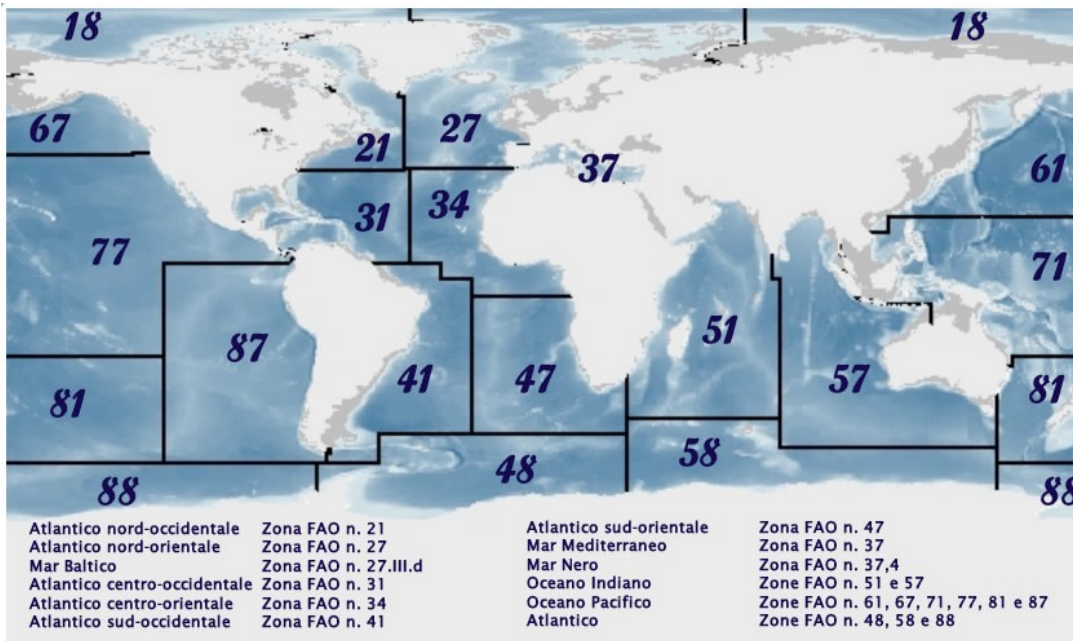 18
18
67
21
27
37
61
31
34
77
71
87
41
47
51
57
81
81
88
48
58
88
Atlantico nord-occidentale Zona FAO n. 21
Atlantico nord-orientale Zona FAO n. 27
Mar Baltico Zona FAO n. 27.III.d
Atlantico centro-occidentale Zona FAO n. 31
Atlantico centro-orientale Zona FAO n. 34
Atlantico sud-occidentale Zona FAO n. 41
Atlantico sud-orientale Zona FAO n. 47
Mar Mediterraneo Zona FAO n. 37
Mar Nero Zona FAO n. 37,4
Oceano Indiano Zone FAO n. 51 e 57
Oceano Pacifico Zone FAO n. 61, 67, 71, 77, 81 e 87
Atlantico Zone FAO n. 48, 58 e 88